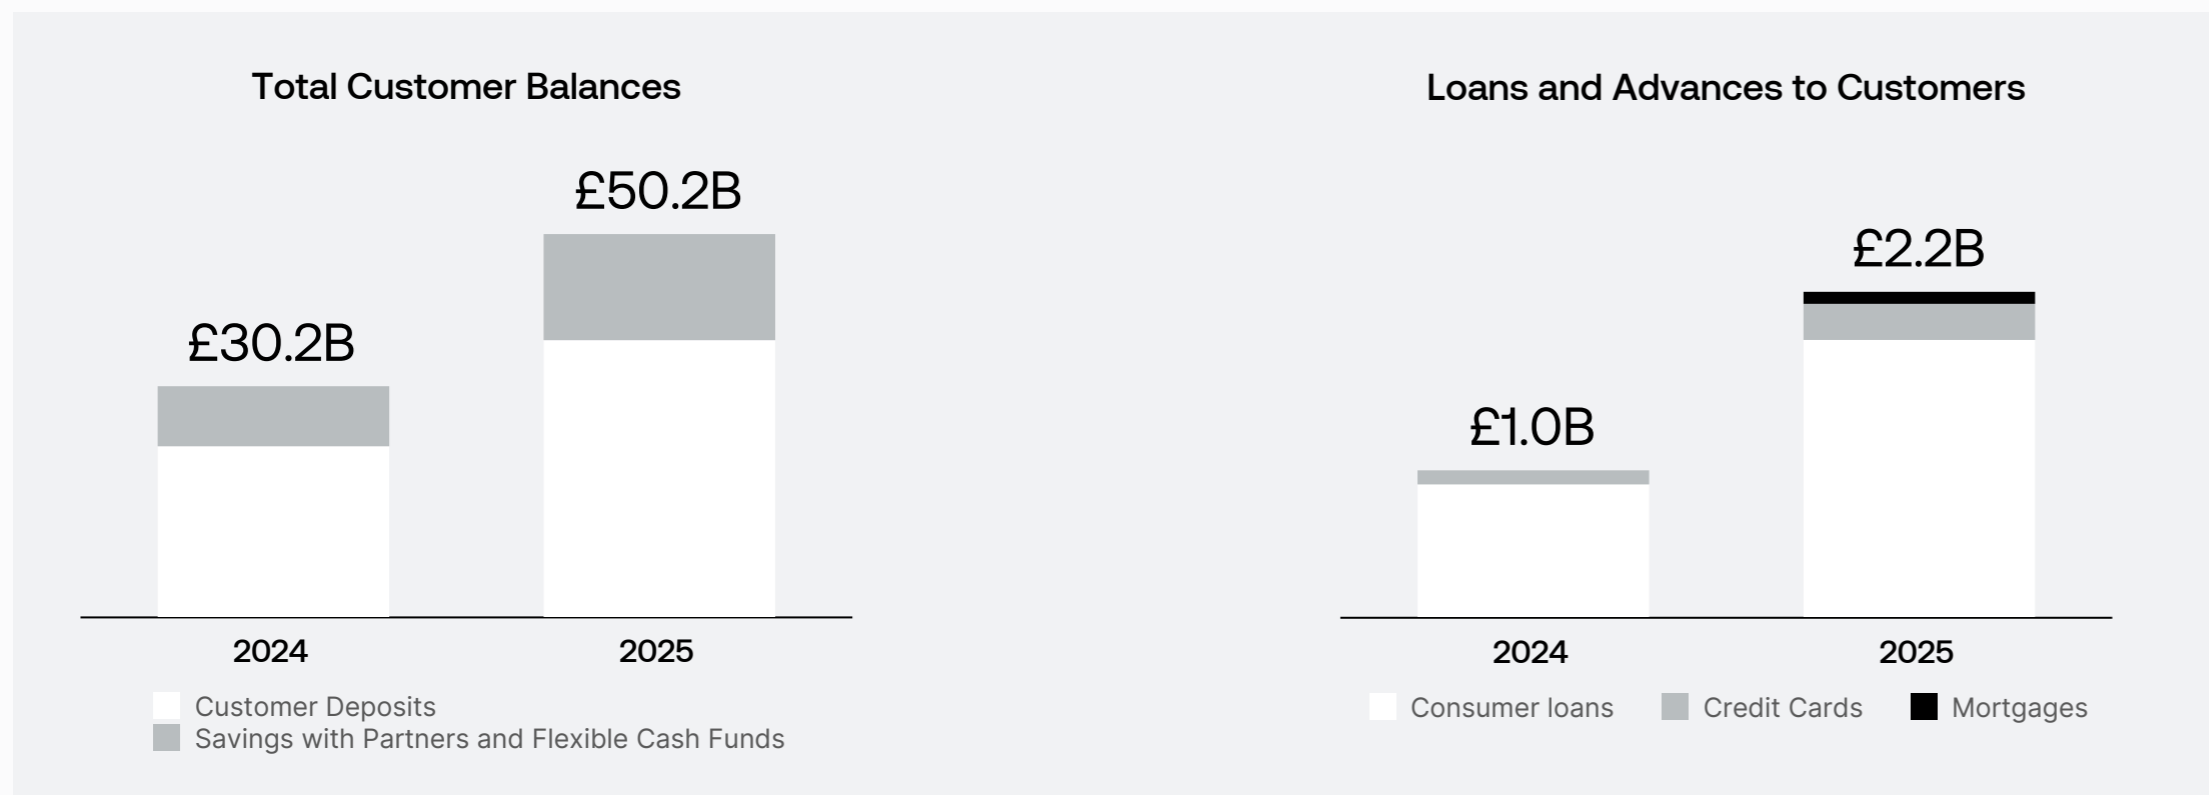 Total Customer Balances
£30.2B
£50.2B
2024
2025
Customer Deposits
Savings with Partners and Flexible Cash Funds
Loans and Advances to Customers
£1.0B
£2.2B
2024
2025
Consumer loans
Credit Cards
Mortgages